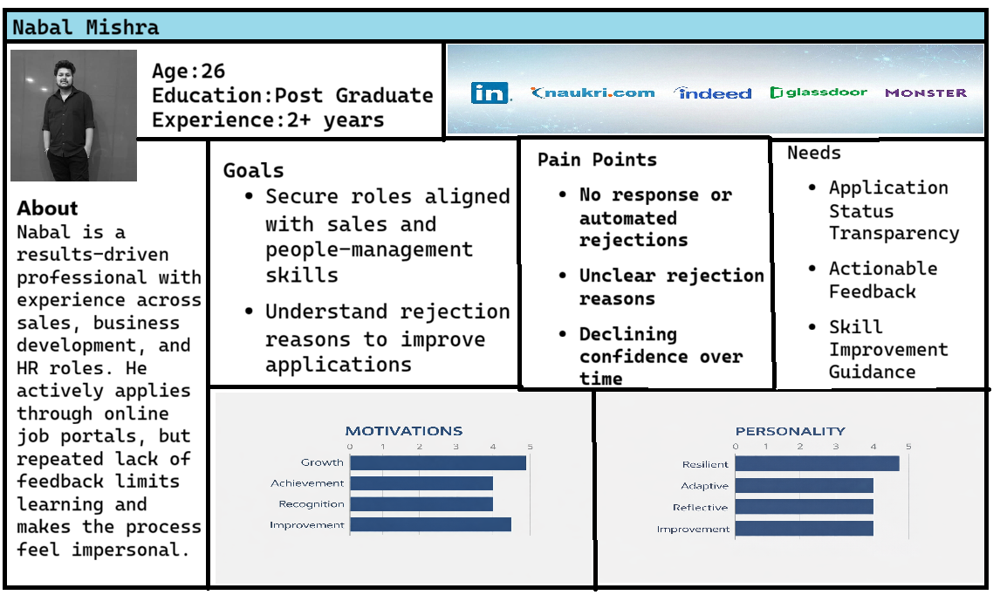 Nabal Mishra
Age:26
Education:Post Graduate
Experience:2+ years
in.
naukri.com
indeed
glassdoor
MONSTER
About
Nabal is a
results-driven
professional with
experience across
sales, business
development, and
HR roles. He
actively applies
through online
job portals, but
repeated lack of
feedback limits
learning and
makes the process
feel impersonal.
Goals
• Secure roles aligned
with sales and
people-management
skills
• Understand rejection
reasons to improve
applications
Pain Points
• No response or
automated
rejections
• Unclear rejection
reasons
• Declining
confidence over
time
Needs
• Application
Status
Transparency
• Actionable
Feedback
• Skill
Improvement
Guidance
MOTIVATIONS
0 1 2 3 4 5
Growth
Achievement
Recognition
Improvement
PERSONALITY
0 1 2 3 4 5
Resilient
Adaptive
Reflective
Improvement